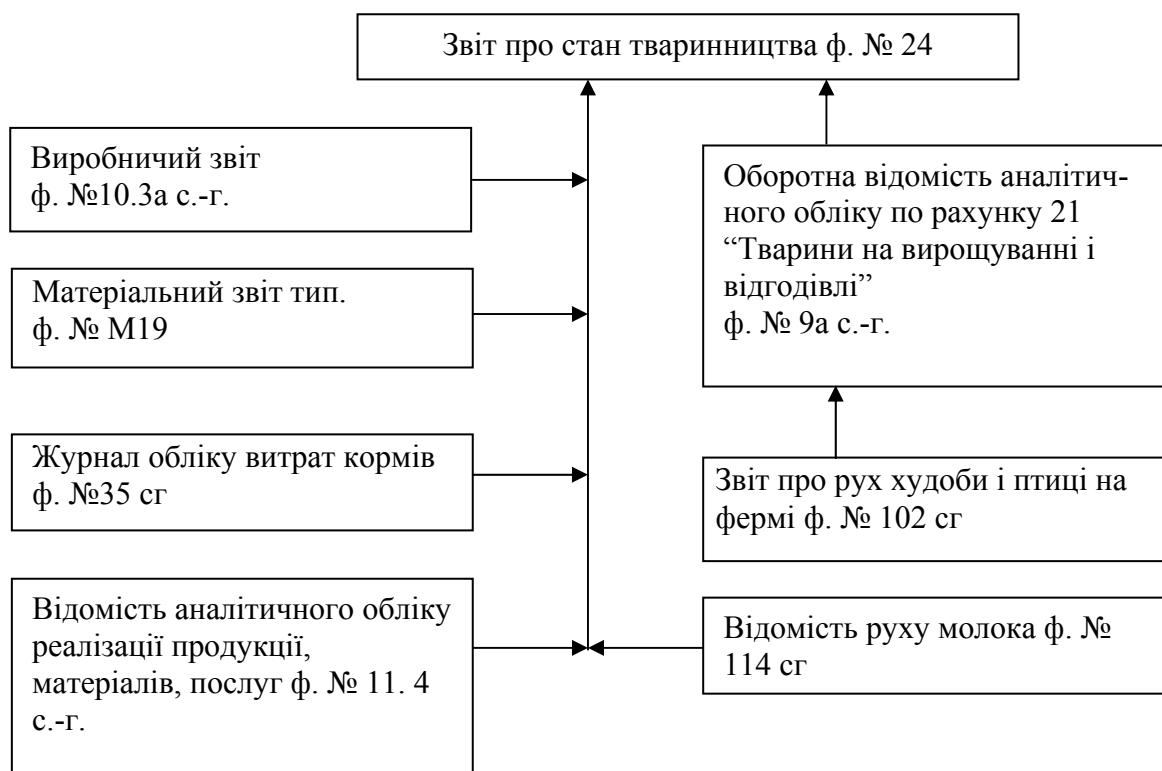 Звіт про стан тваринництва ф. № 24
Виробничий звіт
ф. №10.3а с.-г.
Матеріальний звіт тип.
ф. № М19
Журнал обліку витрат кормів
ф. №35 сг
Відомість аналітичного обліку
реалізації продукції,
матеріалів, послуг ф. № 11. 4
с.-г.
Оборотна відомість аналітич-
ного обліку по рахунку 21
“Тварини на вирощуванні і
відгодівлі”
ф. № 9а с.-г.
Звіт про рух худоби і птиці на
фермі ф. № 102 сг
Відомість руху молока ф. №
114 сг